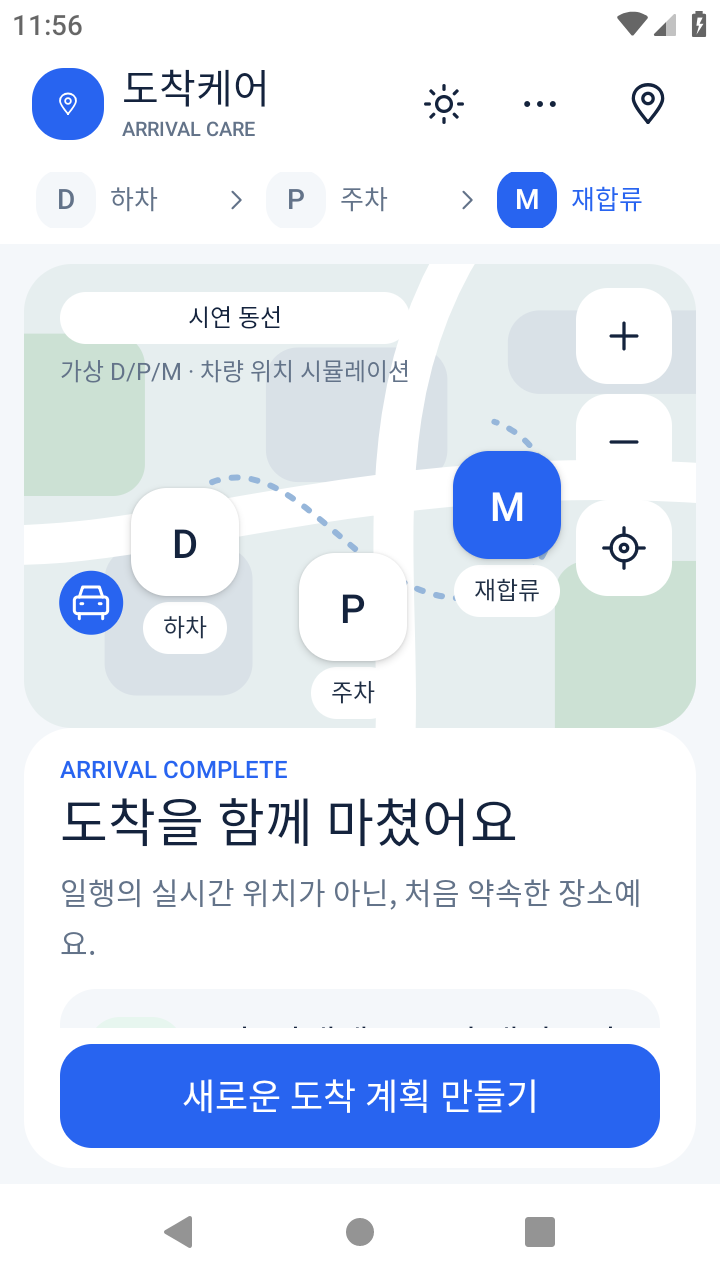 11:56
도착케어
ARRIVAL CARE
D 하차 P 주차 M 재합류
시연 동선
가상 D/P/M · 차량 위치 시뮬레이션
M
D
재합류
P
하차
주차
ARRIVAL COMPLETE
도착을 함께 마쳤어요
일행의 실시간 위치가 아닌, 처음 약속한 장소예
요.
새로운 도착 계획 만들기